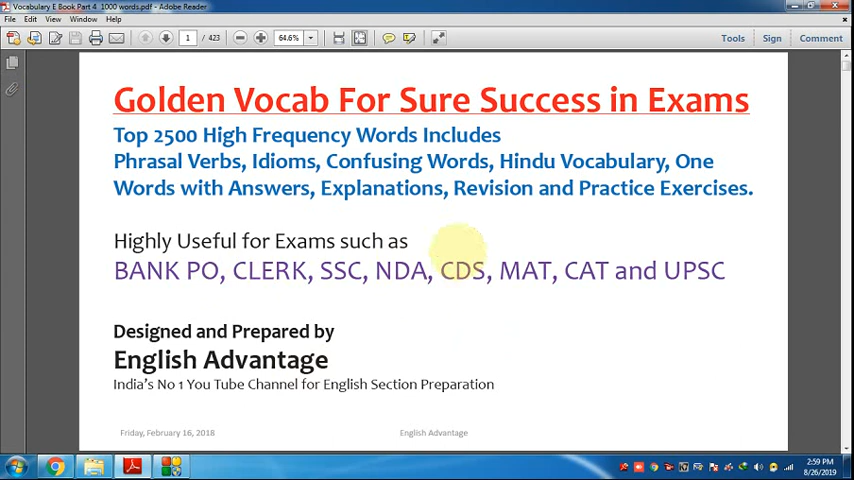 Vocabulary E Book Part 4 1000 words.pdf - Adobe Reader
File Edit View Window Help
1 / 423 64.6% Tools Sign Comment
Golden Vocab For Sure Success in Exams
Top 2500 High Frequency Words Includes
Phrasal Verbs, Idioms, Confusing Words, Hindu Vocabulary, One
Words with Answers, Explanations, Revision and Practice Exercises.
Highly Useful for Exams such as
BANK PO, CLERK, SSC, NDA, CDS, MAT, CAT and UPSC
Designed and Prepared by
English Advantage
India's No 1 You Tube Channel for English Section Preparation
Friday, February 16, 2018 English Advantage
2:59 PM
8/26/2019